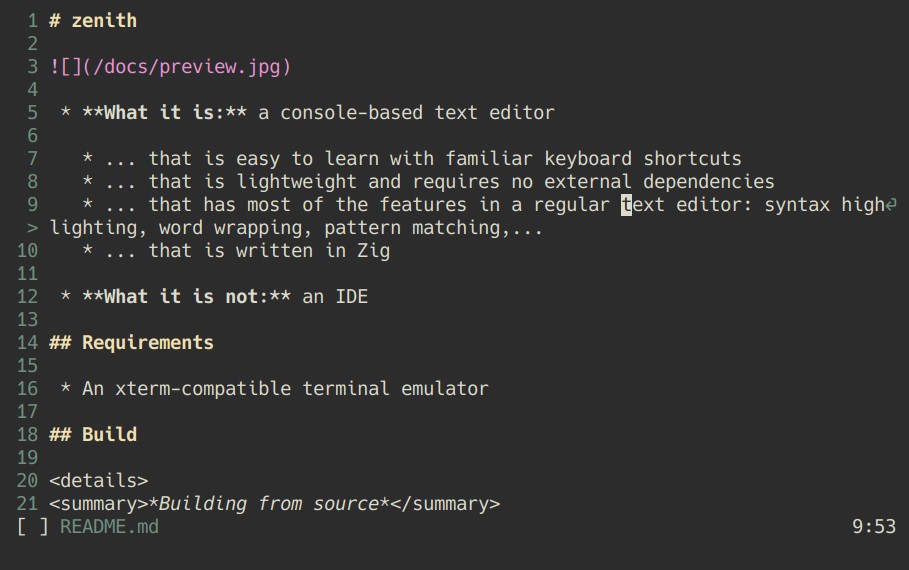 1 # zenith
2
3 ![](/docs/preview.jpg)
4
5  * **What it is:** a console-based text editor
6
7    * ... that is easy to learn with familiar keyboard shortcuts
8    * ... that is lightweight and requires no external dependencies
9    * ... that has most of the features in a regular text editor: syntax high↵
> lighting, word wrapping, pattern matching,...
10    * ... that is written in Zig
11
12  * **What it is not:** an IDE
13
14 ## Requirements
15
16  * An xterm-compatible terminal emulator
17
18 ## Build
19
20 <details>
21 <summary>*Building from source*</summary>
[ ] README.md 9:53